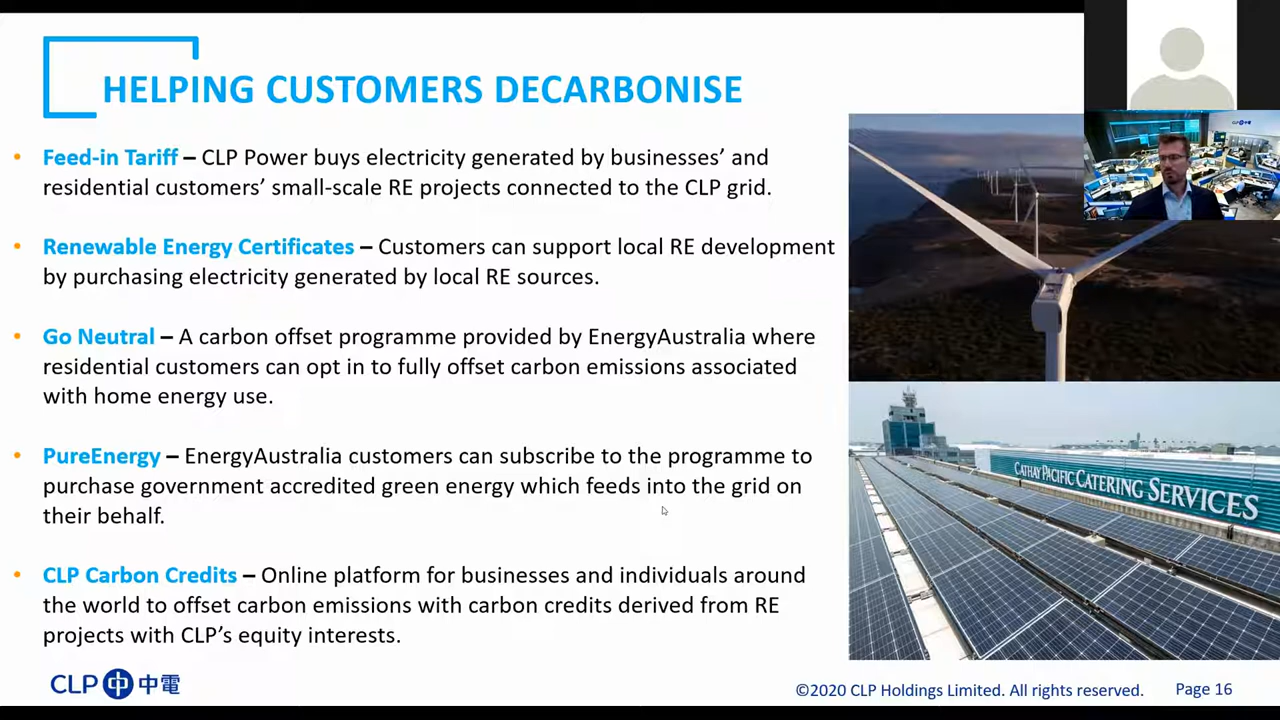 HELPING CUSTOMERS DECARBONISE
• Feed-in Tariff – CLP Power buys electricity generated by businesses’ and
residential customers’ small-scale RE projects connected to the CLP grid.
• Renewable Energy Certificates – Customers can support local RE development
by purchasing electricity generated by local RE sources.
• Go Neutral – A carbon offset programme provided by EnergyAustralia where
residential customers can opt in to fully offset carbon emissions associated
with home energy use.
• PureEnergy – EnergyAustralia customers can subscribe to the programme to
purchase government accredited green energy which feeds into the grid on
their behalf.
• CLP Carbon Credits – Online platform for businesses and individuals around
the world to offset carbon emissions with carbon credits derived from RE
projects with CLP’s equity interests.
CLP 中電
CATHAY PACIFIC CATERING SERVICES
CLP 中電
©2020 CLP Holdings Limited. All rights reserved.
Page 16